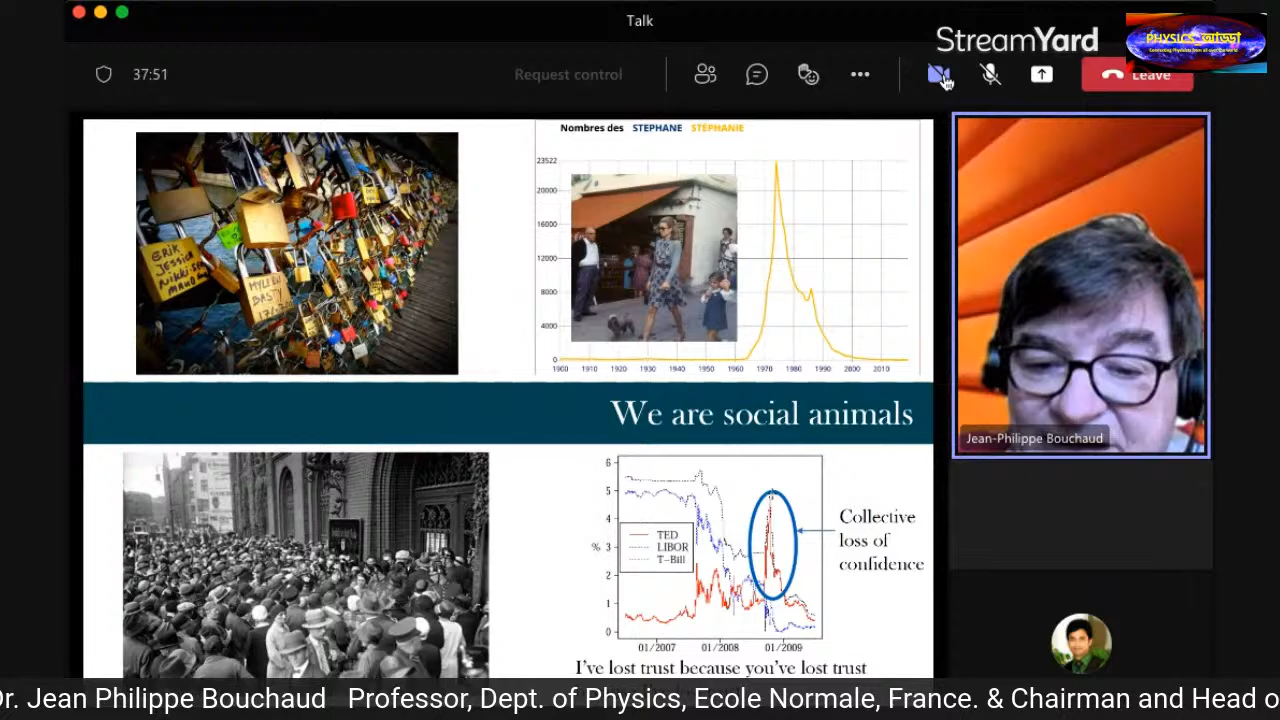 Talk
StreamYard
PHYSICS_আড্ডা
37:51
Request control
Leave
Nombres des STEPHANE STÉPHANIE
23522
20000
16000
12000
8000
4000
0
1900 1910 1920 1930 1940 1950 1960 1970 1980 1990 2000 2010
ERIK
JESSICA
We are social animals
Jean-Philippe Bouchaud
6
5
4
3
2
1
0
%
TED
LIBOR
T-Bill
01/2007 01/2008 01/2009
Collective
loss of
confidence
I've lost trust because you've lost trust
Dr. Jean Philippe Bouchaud Professor, Dept. of Physics, Ecole Normale, France. & Chairman and Head o